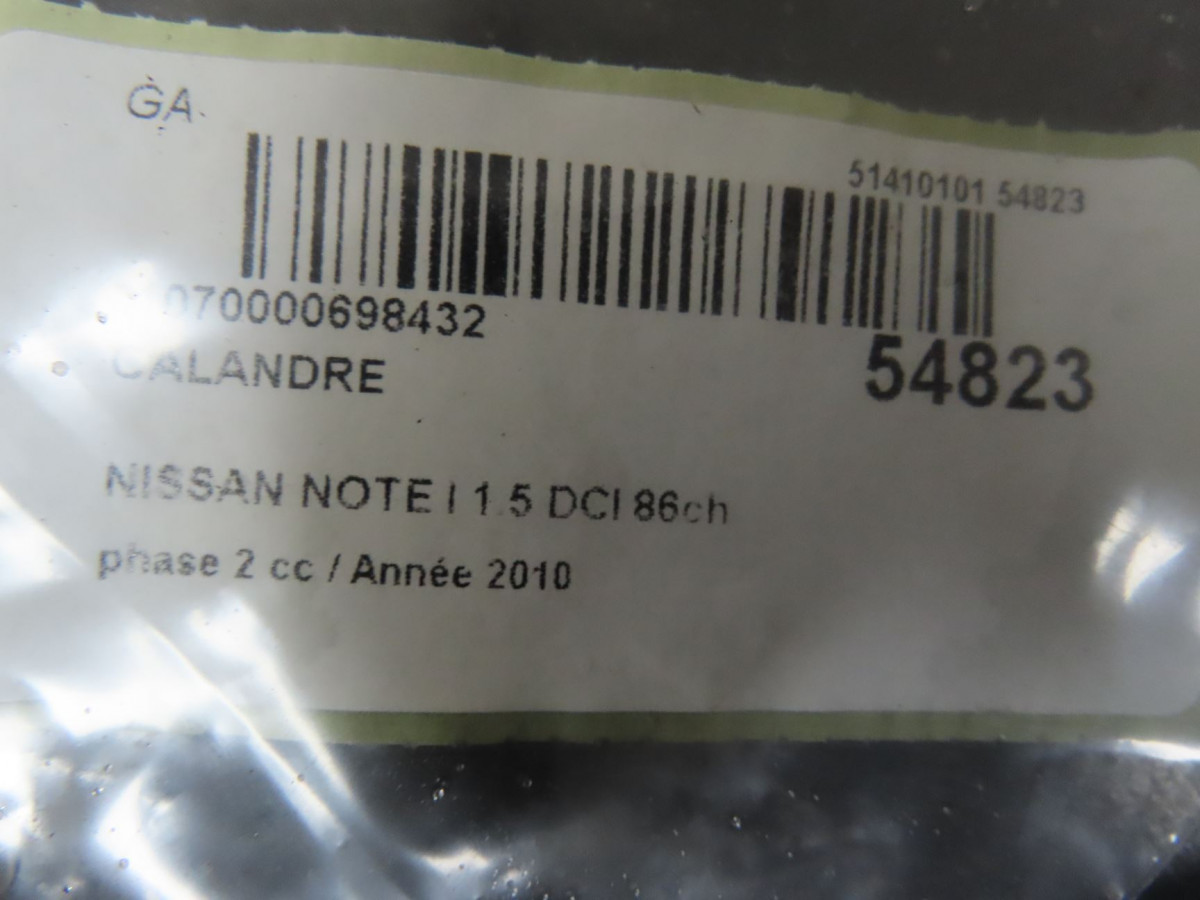 GA
51410101 54823
070000698432
54823
CALANDRE
NISSAN NOTE I 1.5 DCI 86ch
phase 2 cc / Année 2010